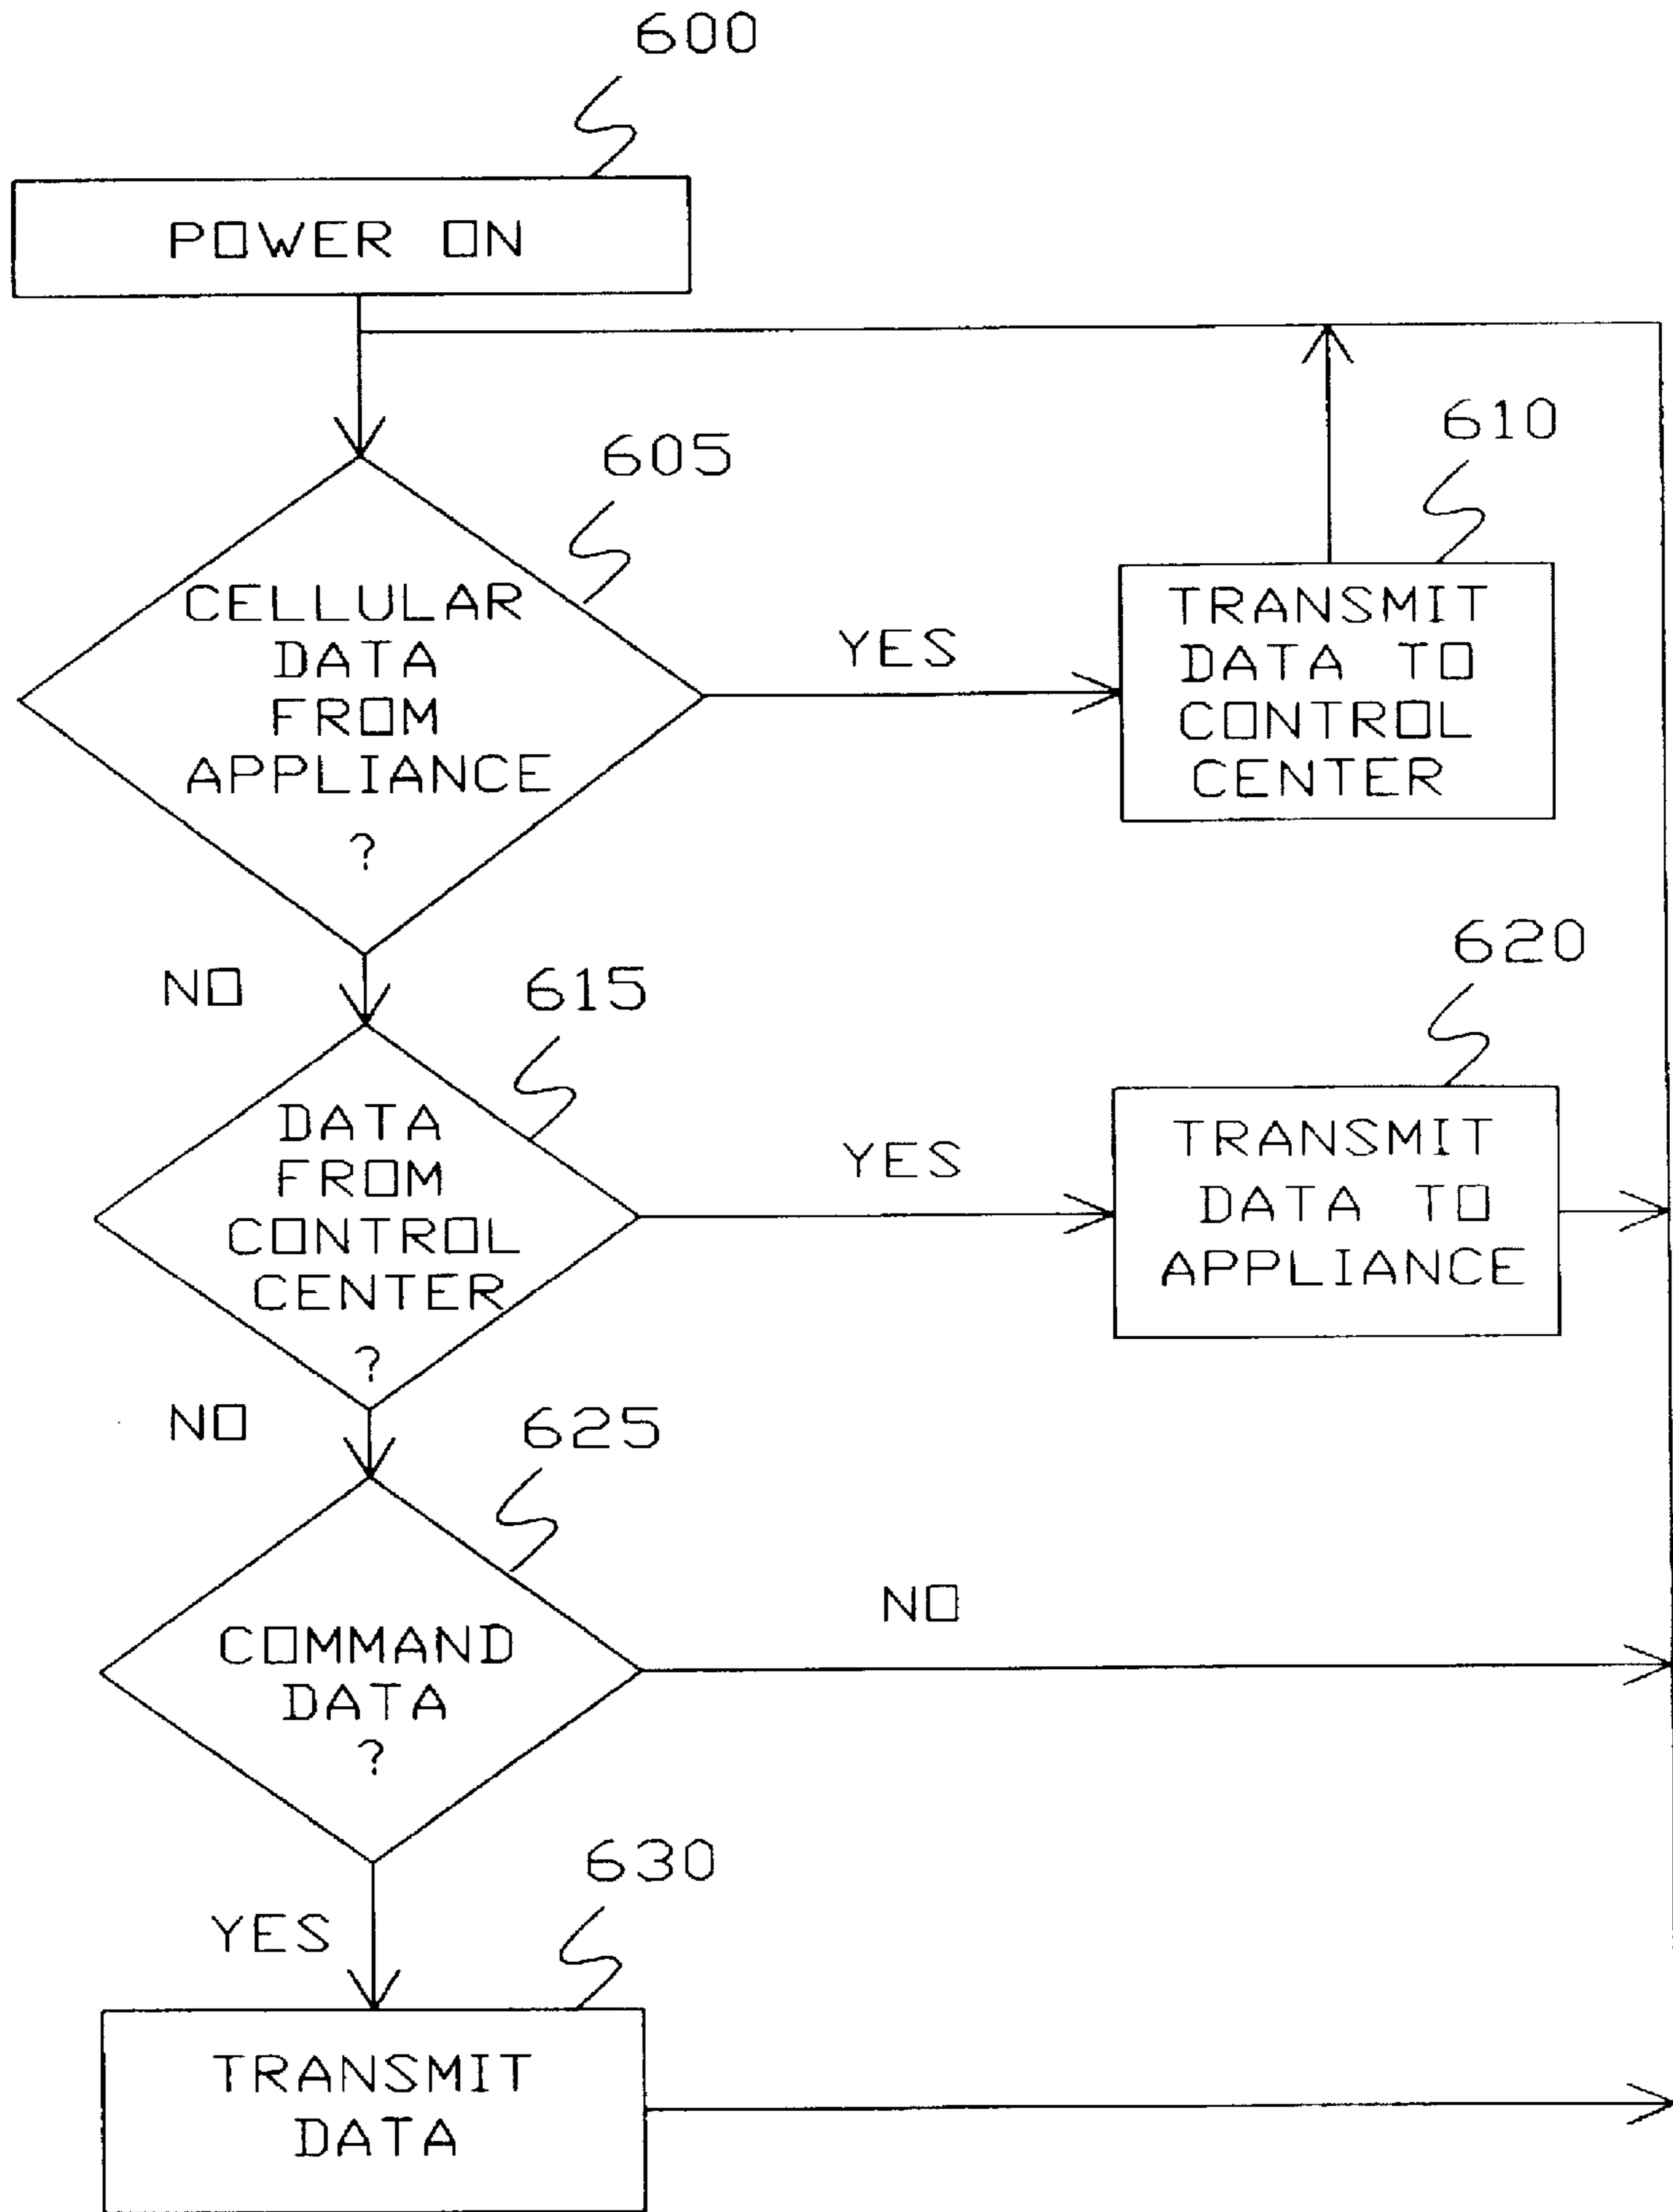 600
POWER ON
605
CELLULAR
DATA
FROM
APPLIANCE
?
YES
610
TRANSMIT
DATA TO
CONTROL
CENTER
NO
615
DATA
FROM
CONTROL
CENTER
?
YES
620
TRANSMIT
DATA TO
APPLIANCE
NO
625
COMMAND
DATA
?
NO
YES
630
TRANSMIT
DATA